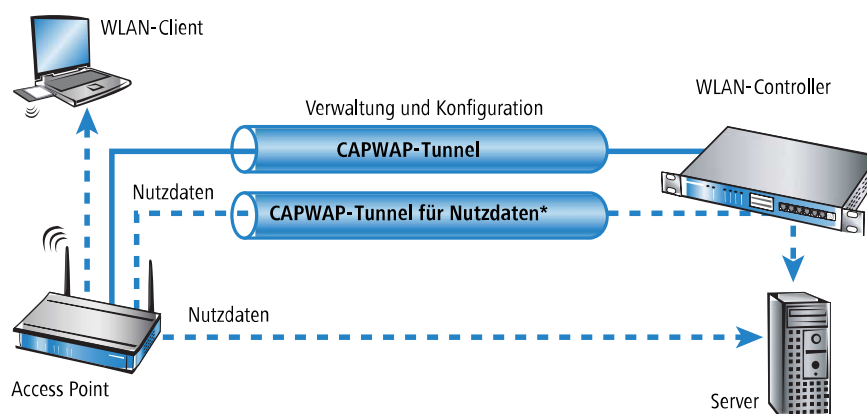 WLAN-Client
WLAN-Controller
Verwaltung und Konfiguration
CAPWAP-Tunnel
Nutzdaten
CAPWAP-Tunnel für Nutzdaten*
Nutzdaten
Access Point
Server